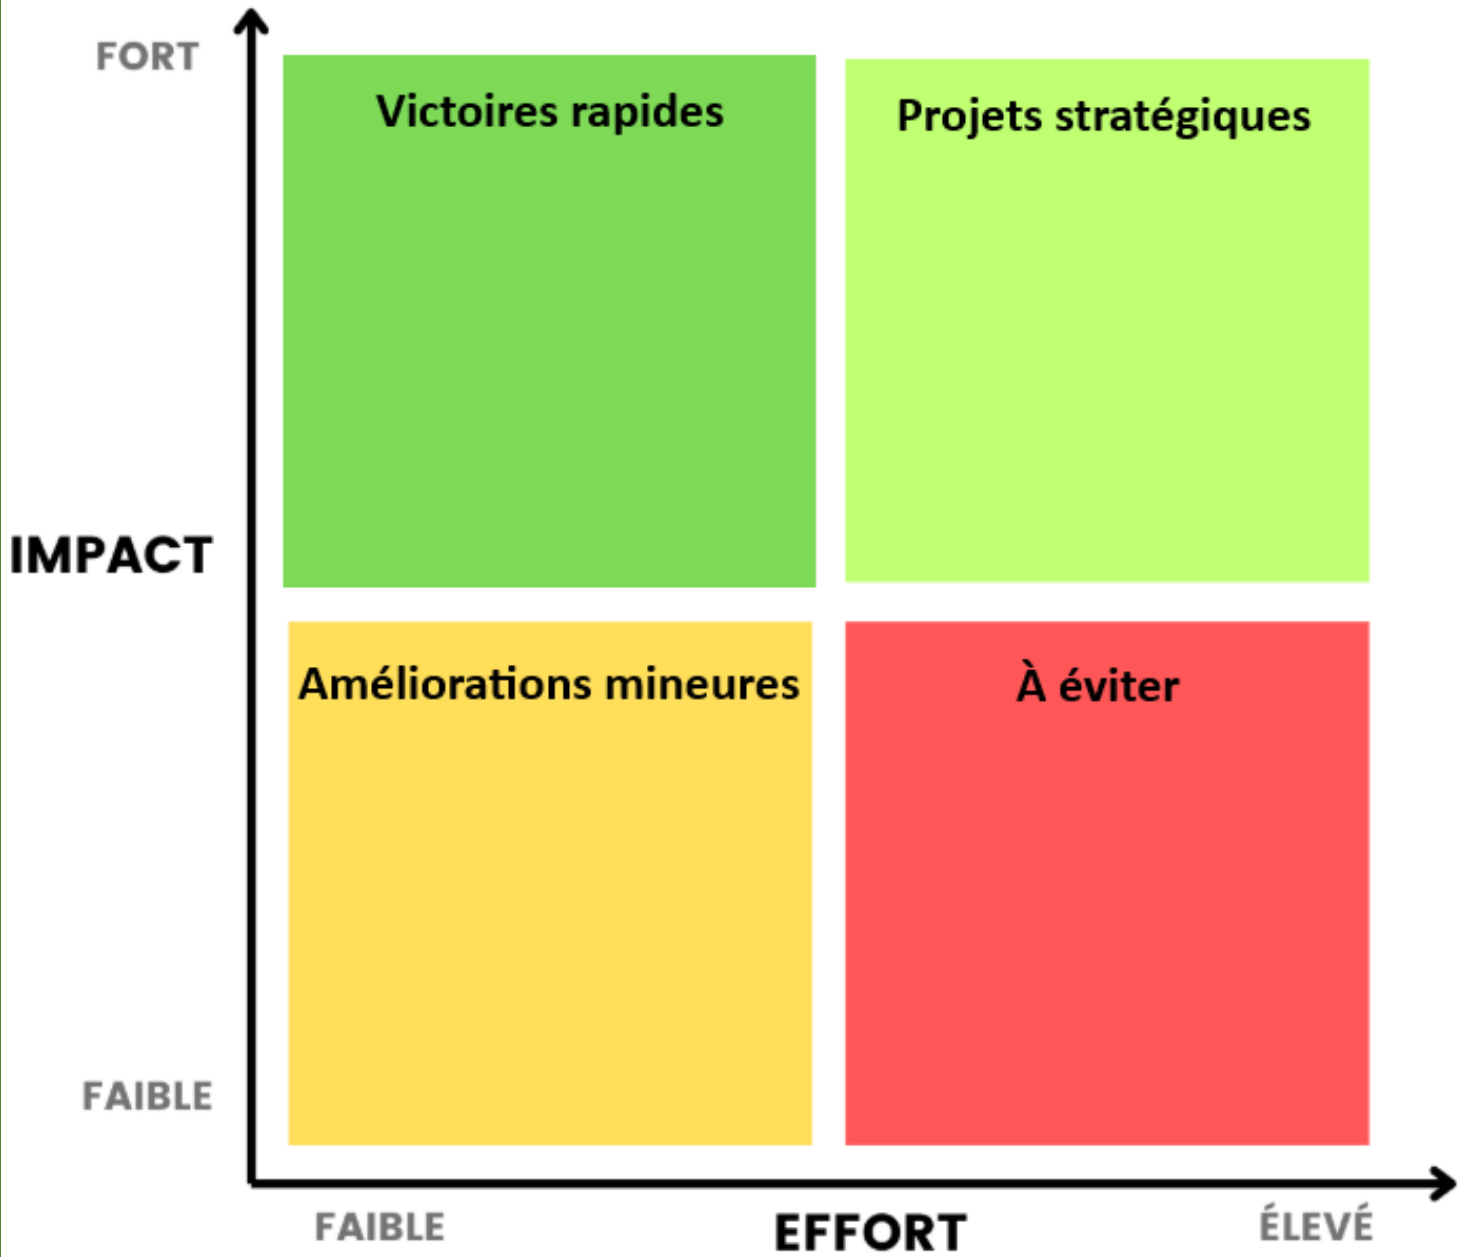 FORT
Victoires rapides
Projets stratégiques
IMPACT
Améliorations mineures
À éviter
FAIBLE
FAIBLE
EFFORT
ÉLEVÉ